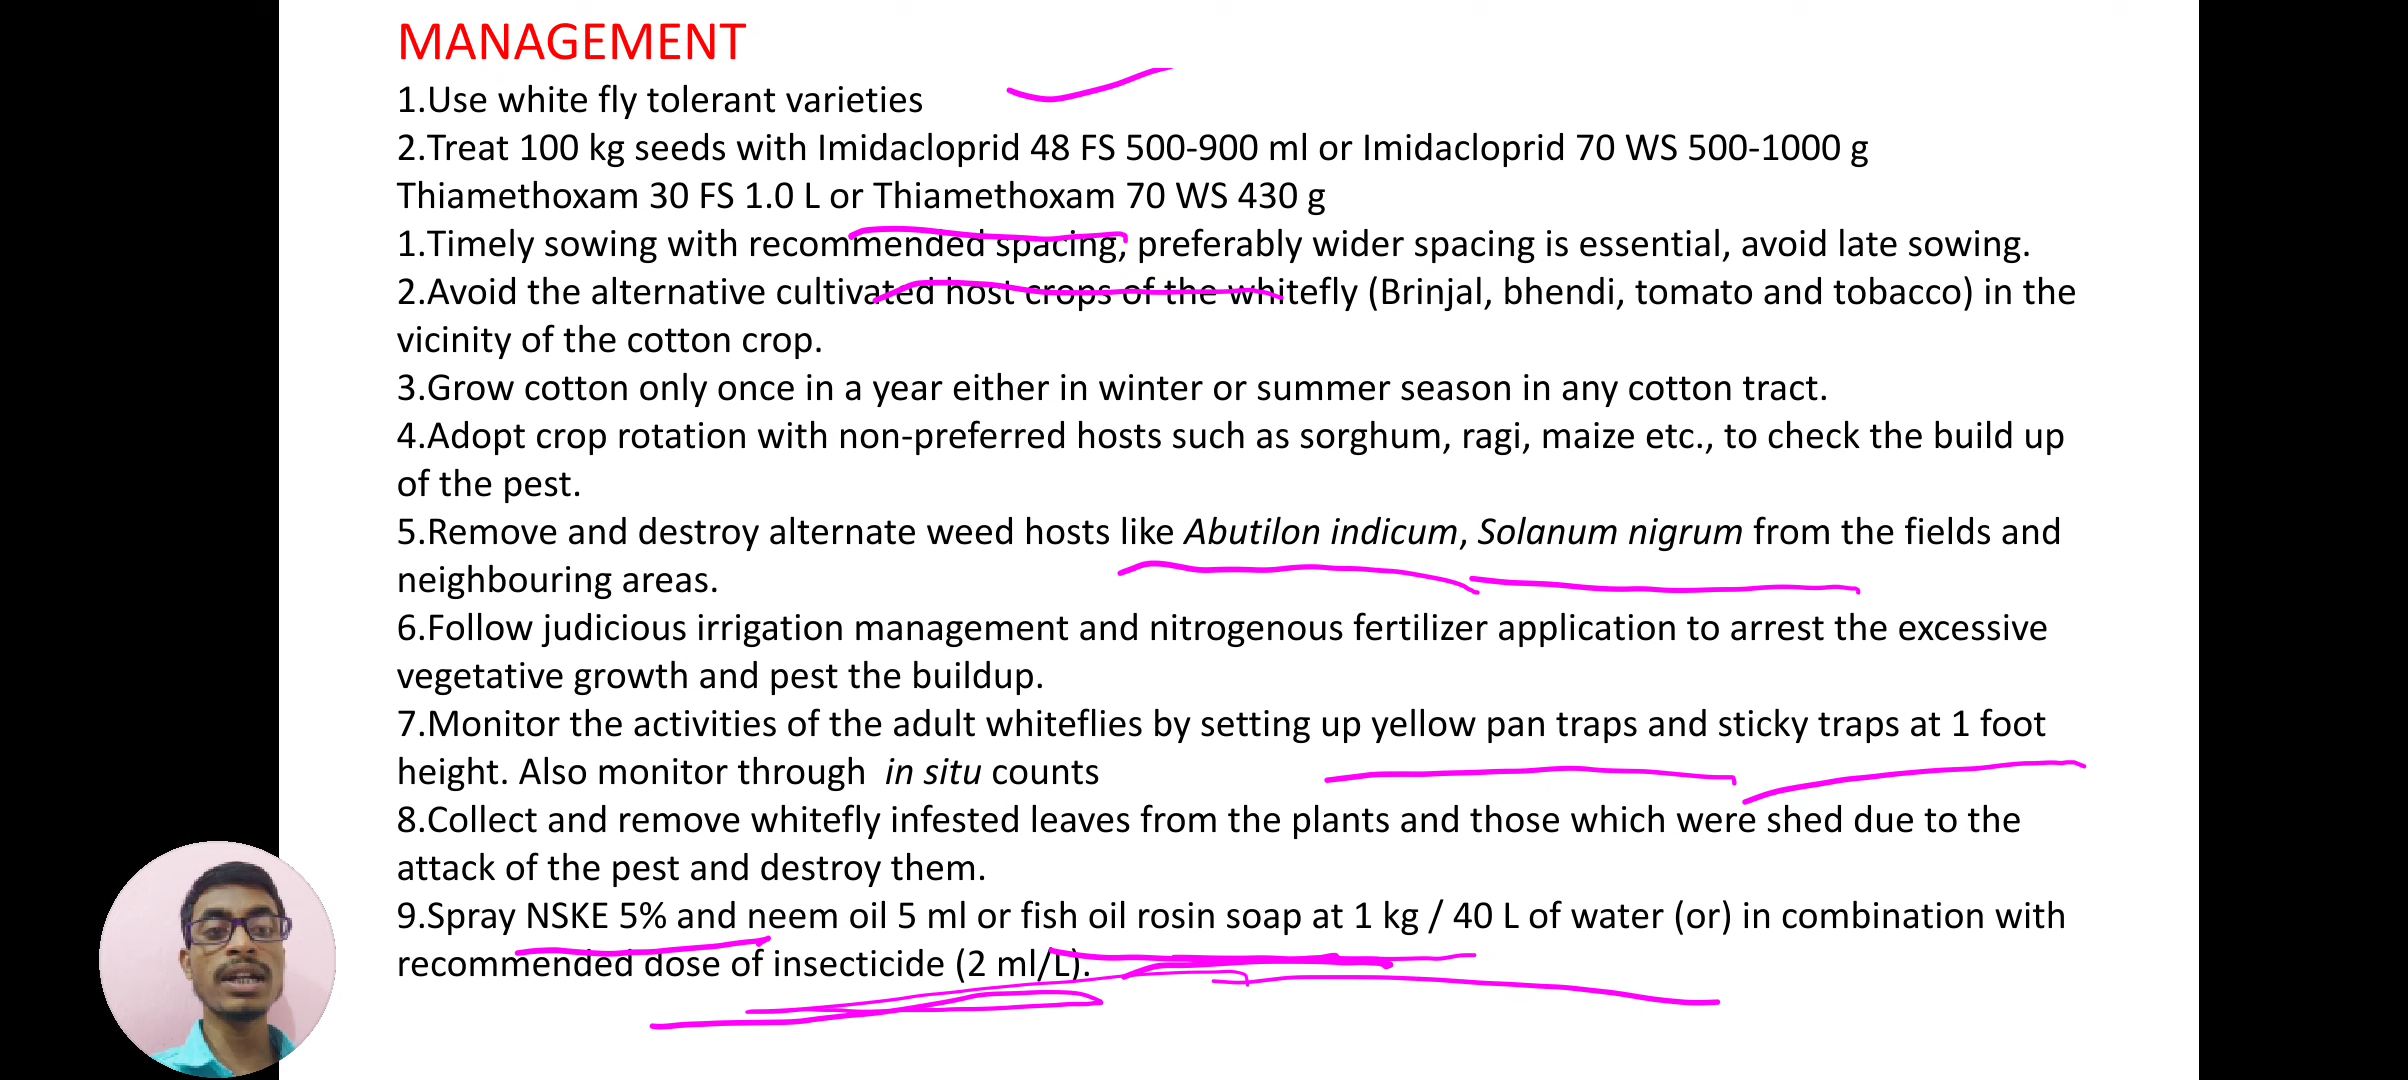 MANAGEMENT
1.Use white fly tolerant varieties
2.Treat 100 kg seeds with Imidacloprid 48 FS 500-900 ml or Imidacloprid 70 WS 500-1000 g
Thiamethoxam 30 FS 1.0 L or Thiamethoxam 70 WS 430 g
1.Timely sowing with recommended spacing, preferably wider spacing is essential, avoid late sowing.
2.Avoid the alternative cultivated host crops of the whitefly (Brinjal, bhendi, tomato and tobacco) in the
vicinity of the cotton crop.
3.Grow cotton only once in a year either in winter or summer season in any cotton tract.
4.Adopt crop rotation with non-preferred hosts such as sorghum, ragi, maize etc., to check the build up
of the pest.
5.Remove and destroy alternate weed hosts like Abutilon indicum, Solanum nigrum from the fields and
neighbouring areas.
6.Follow judicious irrigation management and nitrogenous fertilizer application to arrest the excessive
vegetative growth and pest the buildup.
7.Monitor the activities of the adult whiteflies by setting up yellow pan traps and sticky traps at 1 foot
height. Also monitor through in situ counts
8.Collect and remove whitefly infested leaves from the plants and those which were shed due to the
attack of the pest and destroy them.
9.Spray NSKE 5% and neem oil 5 ml or fish oil rosin soap at 1 kg / 40 L of water (or) in combination with
recommended dose of insecticide (2 ml/L).